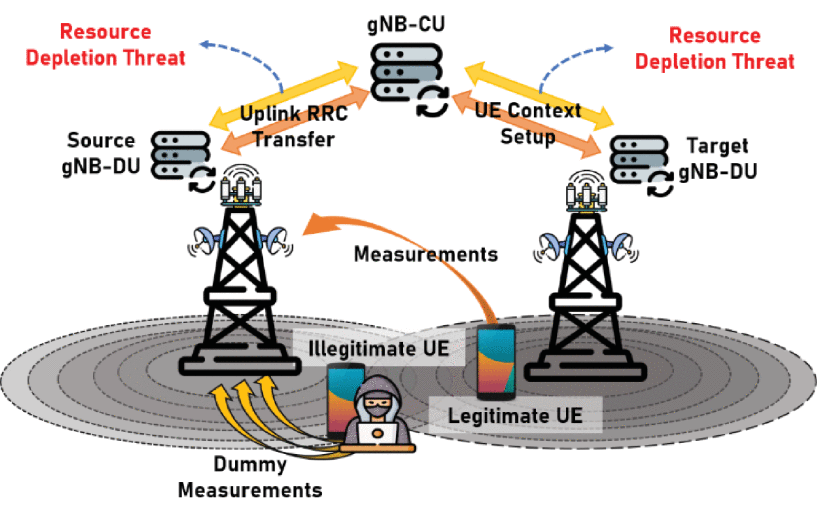 gNB-CU
Resource
Depletion Threat
Resource
Depletion Threat
Uplink RRC
Transfer
UE Context
Setup
Source
gNB-DU
Target
gNB-DU
Measurements
Illegitimate UE
Legitimate UE
Dummy
Measurements